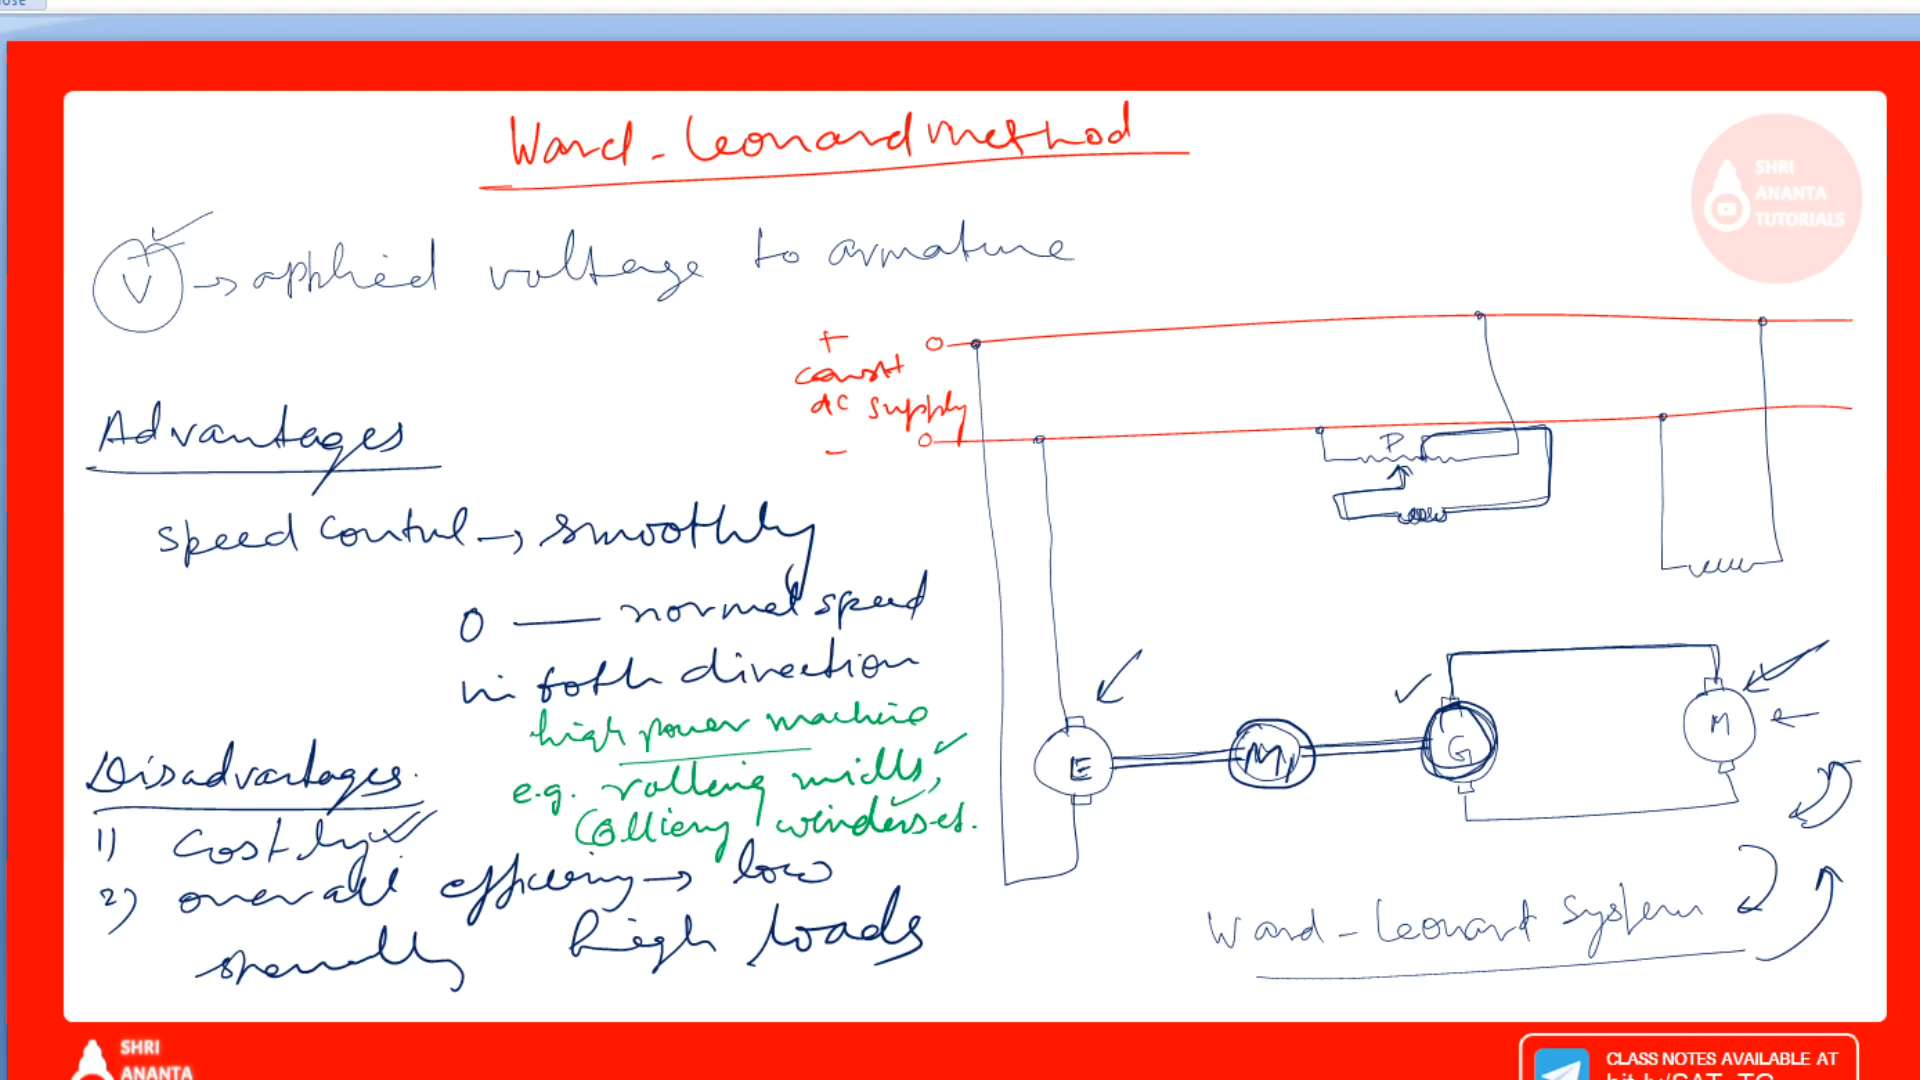 Ward-Leonard method
SHRI
ANANTA
TUTORIALS
V → applied voltage to armature
+
const
dc supply
-
P
Advantages
speed control → smoothly
0 — normal speed
in both direction
high power machine
e.g. rolling mills,
Colliery winders et.
Disadvantages.
1) Costly
2) overall efficiency → low
high loads
E
M1
G
M
Ward-Leonard System
SHRI
ANANTA
CLASS NOTES AVAILABLE AT